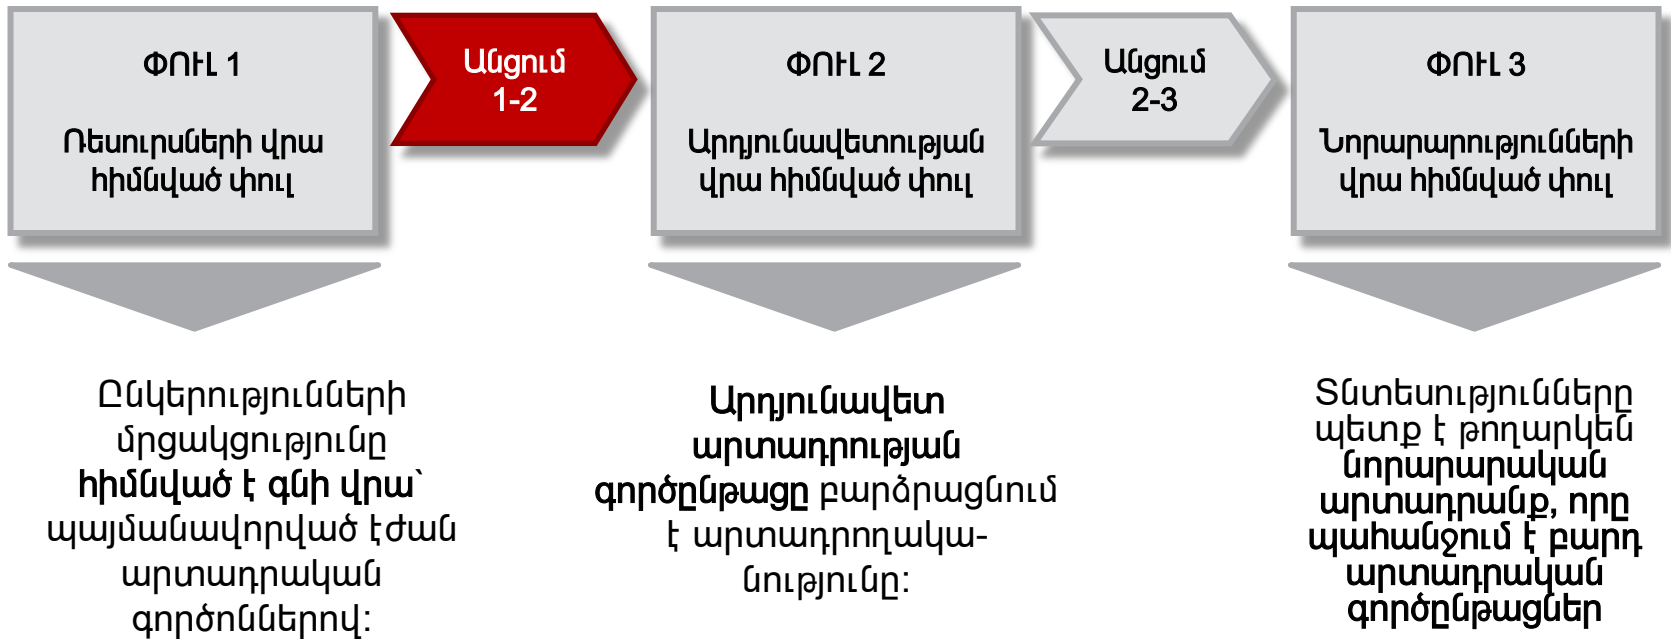 ՓՈՒԼ 1
Ռեսուրսների վրա
հիմնված փուլ
Անցում
1-2
ՓՈՒԼ 2
Արդյունավետության
վրա հիմնված փուլ
Անցում
2-3
ՓՈՒԼ 3
Նորարարությունների
վրա հիմնված փուլ
Ընկերությունների
մրցակցությունը
հիմնված է գնի վրա՝
պայմանավորված էժան
արտադրական
գործոններով:
Արդյունավետ
արտադրության
գործընթացը բարձրացնում
է արտադրողակա-
նությունը:
Տնտեսությունները
պետք է թողարկեն
նորարարական
արտադրանք, որը
պահանջում է բարդ
արտադրական
գործընթացներ